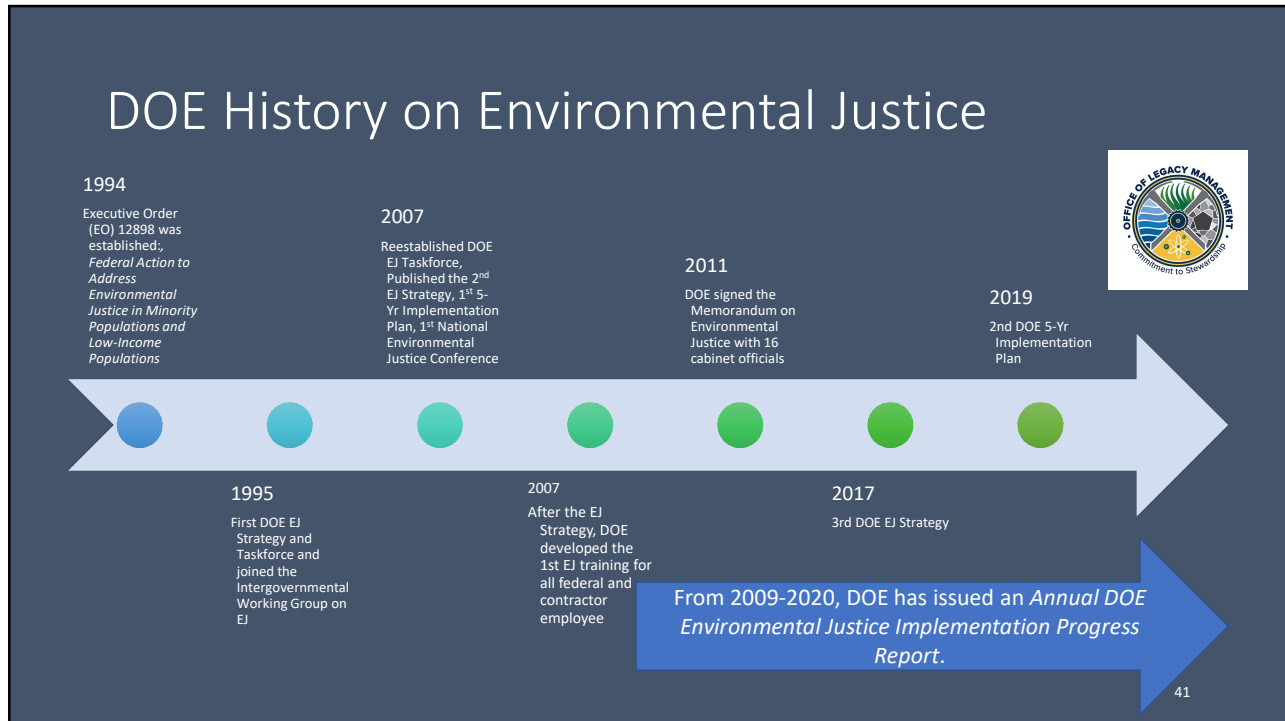 DOE History on Environmental Justice
OFFICE OF LEGACY MANAGEMENT
Commitment to Stewardship
1994
Executive Order
(EO) 12898 was
established:,
Federal Action to
Address
Environmental
Justice in Minority
Populations and
Low-Income
Populations
1995
First DOE EJ
Strategy and
Taskforce and
joined the
Intergovernmental
Working Group on
EJ
2007
Reestablished DOE
EJ Taskforce,
Published the 2nd
EJ Strategy, 1st 5-
Yr Implementation
Plan, 1st National
Environmental
Justice Conference
2007
After the EJ
Strategy, DOE
developed the
1st EJ training for
all federal and
contractor
employee
2011
DOE signed the
Memorandum on
Environmental
Justice with 16
cabinet officials
2017
3rd DOE EJ Strategy
2019
2nd DOE 5-Yr
Implementation
Plan
From 2009-2020, DOE has issued an Annual DOE
Environmental Justice Implementation Progress
Report.
41